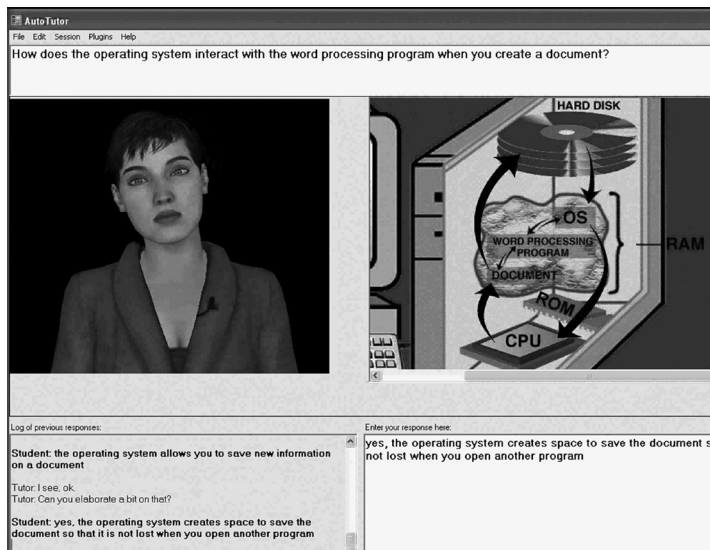 AutoTutor
File Edit Session Plugins Help
How does the operating system interact with the word processing program when you create a document?
HARD DISK
OS
WORD PROCESSING
PROGRAM
DOCUMENT
RAM
ROM
CPU
Log of previous responses:
Student: the operating system allows you to save new information
on a document
Tutor: I see, ok.
Tutor: Can you elaborate a bit on that?
Student: yes, the operating system creates space to save the
document so that it is not lost when you open another program
Enter your response here:
yes, the operating system creates space to save the document s
not lost when you open another program